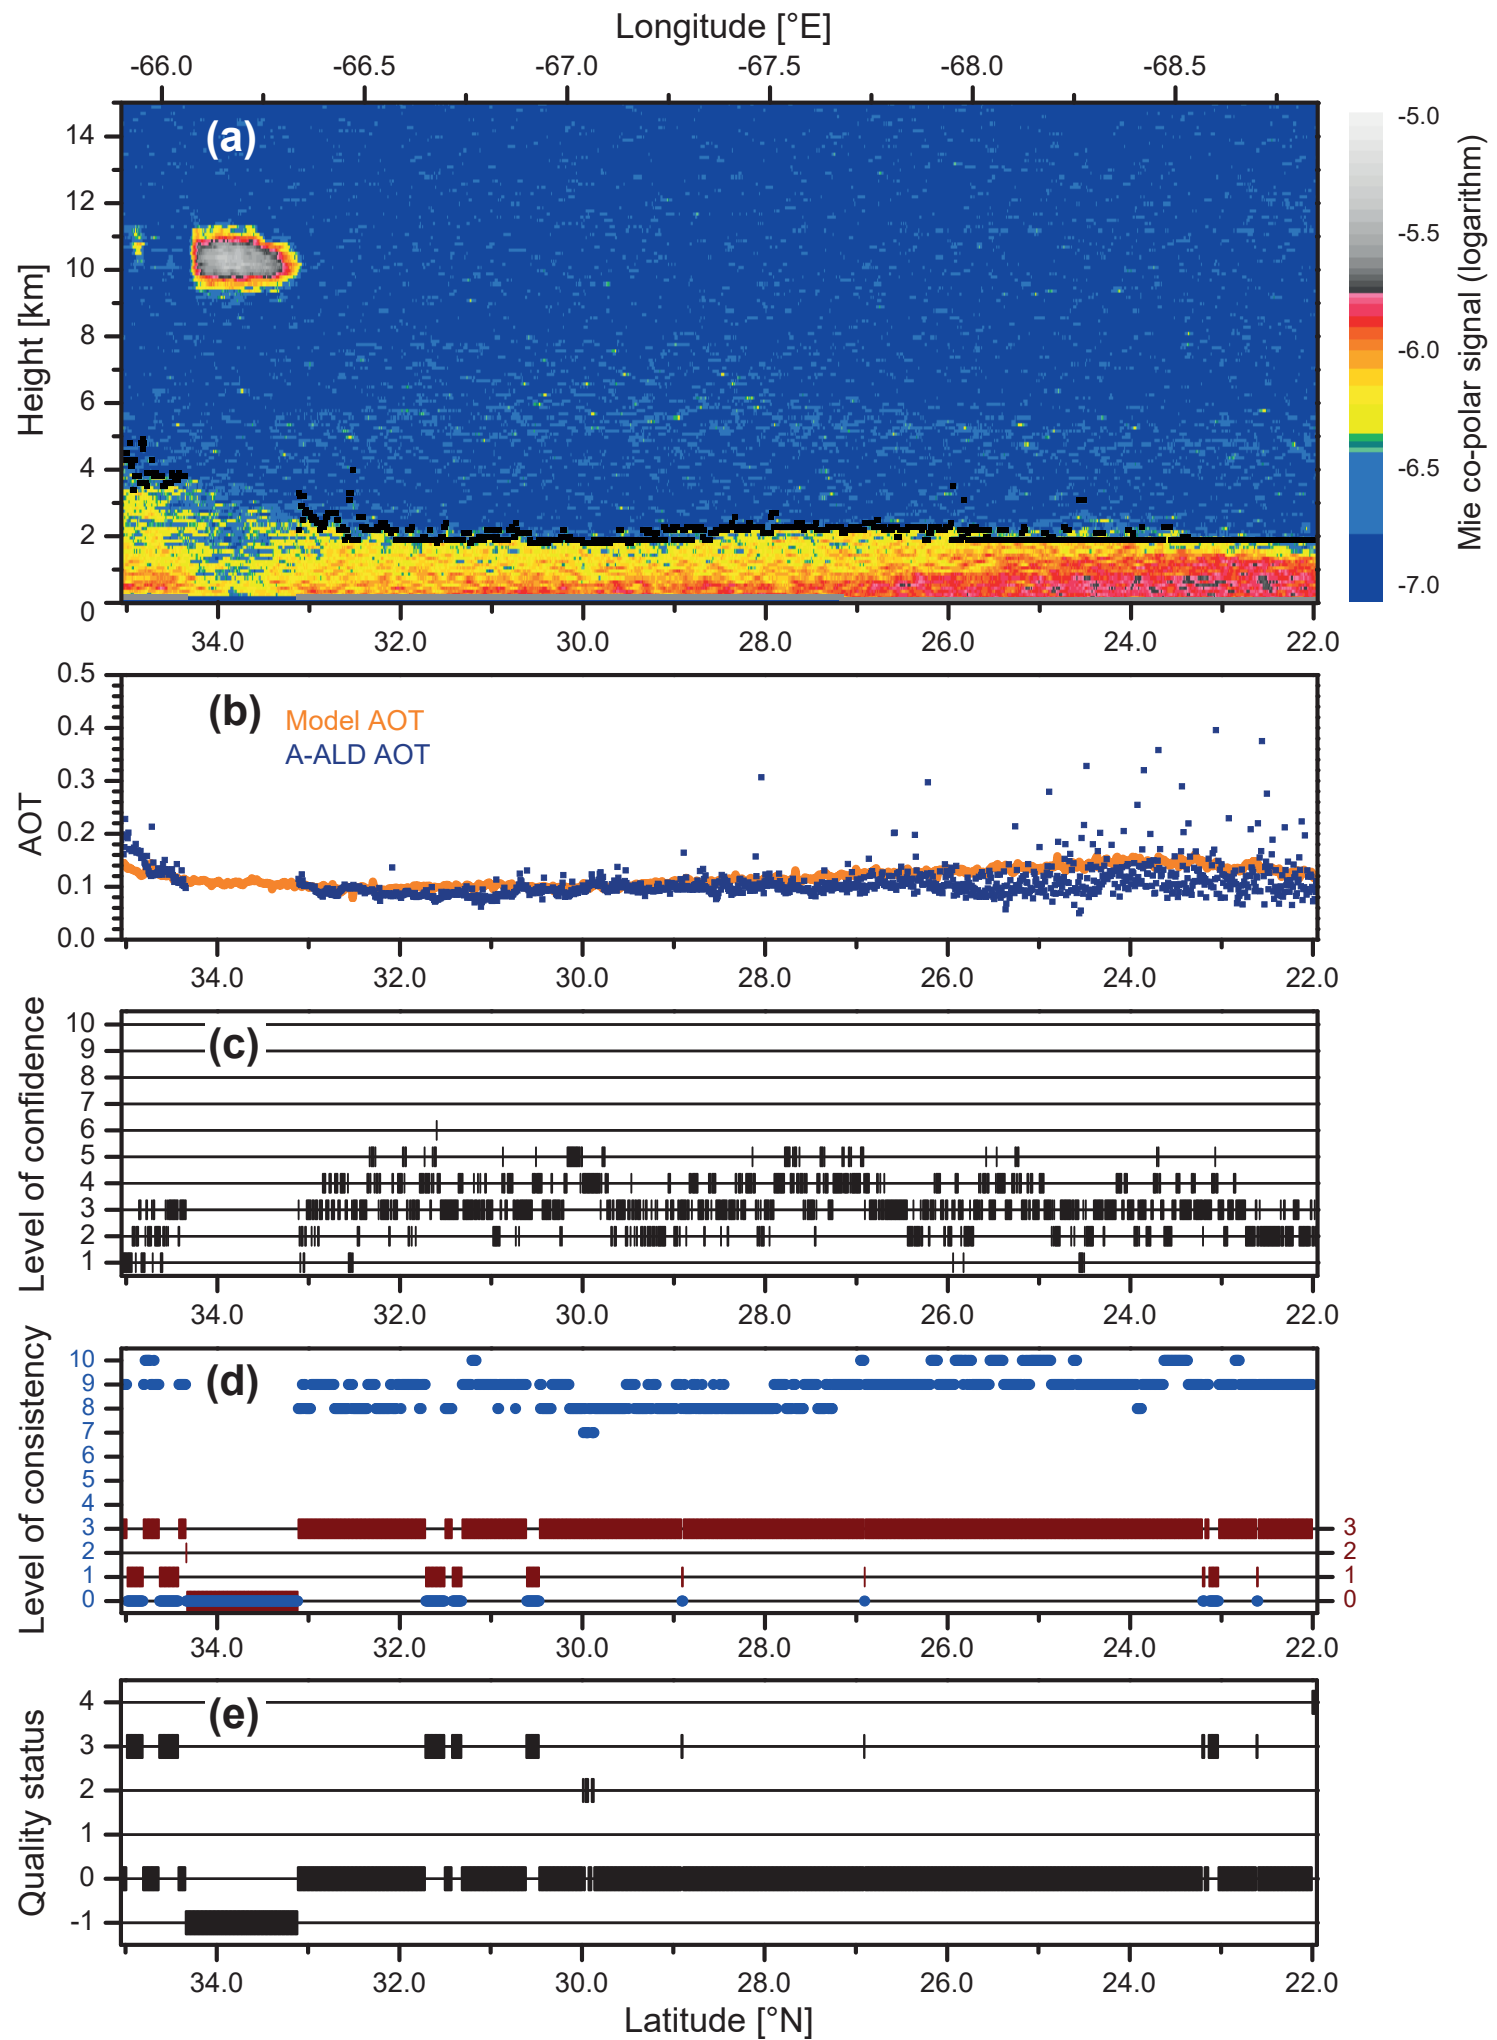 Longitude [°E]
-66.0 -66.5 -67.0 -67.5 -68.0 -68.5
(a)
14
12
10
8
6
4
2
0
Height [km]
34.0 32.0 30.0 28.0 26.0 24.0 22.0
-5.0
-5.5
-6.0
-6.5
-7.0
Mie co-polar signal (logarithm)
(b)
Model AOT
A-ALD AOT
0.5
0.4
0.3
0.2
0.1
0.0
AOT
34.0 32.0 30.0 28.0 26.0 24.0 22.0
(c)
10
9
8
7
6
5
4
3
2
1
Level of confidence
34.0 32.0 30.0 28.0 26.0 24.0 22.0
(d)
10
9
8
7
6
5
4
3
2
1
0
Level of consistency
3
2
1
0
34.0 32.0 30.0 28.0 26.0 24.0 22.0
(e)
4
3
2
1
0
-1
Quality status
34.0 32.0 30.0 28.0 26.0 24.0 22.0
Latitude [°N]